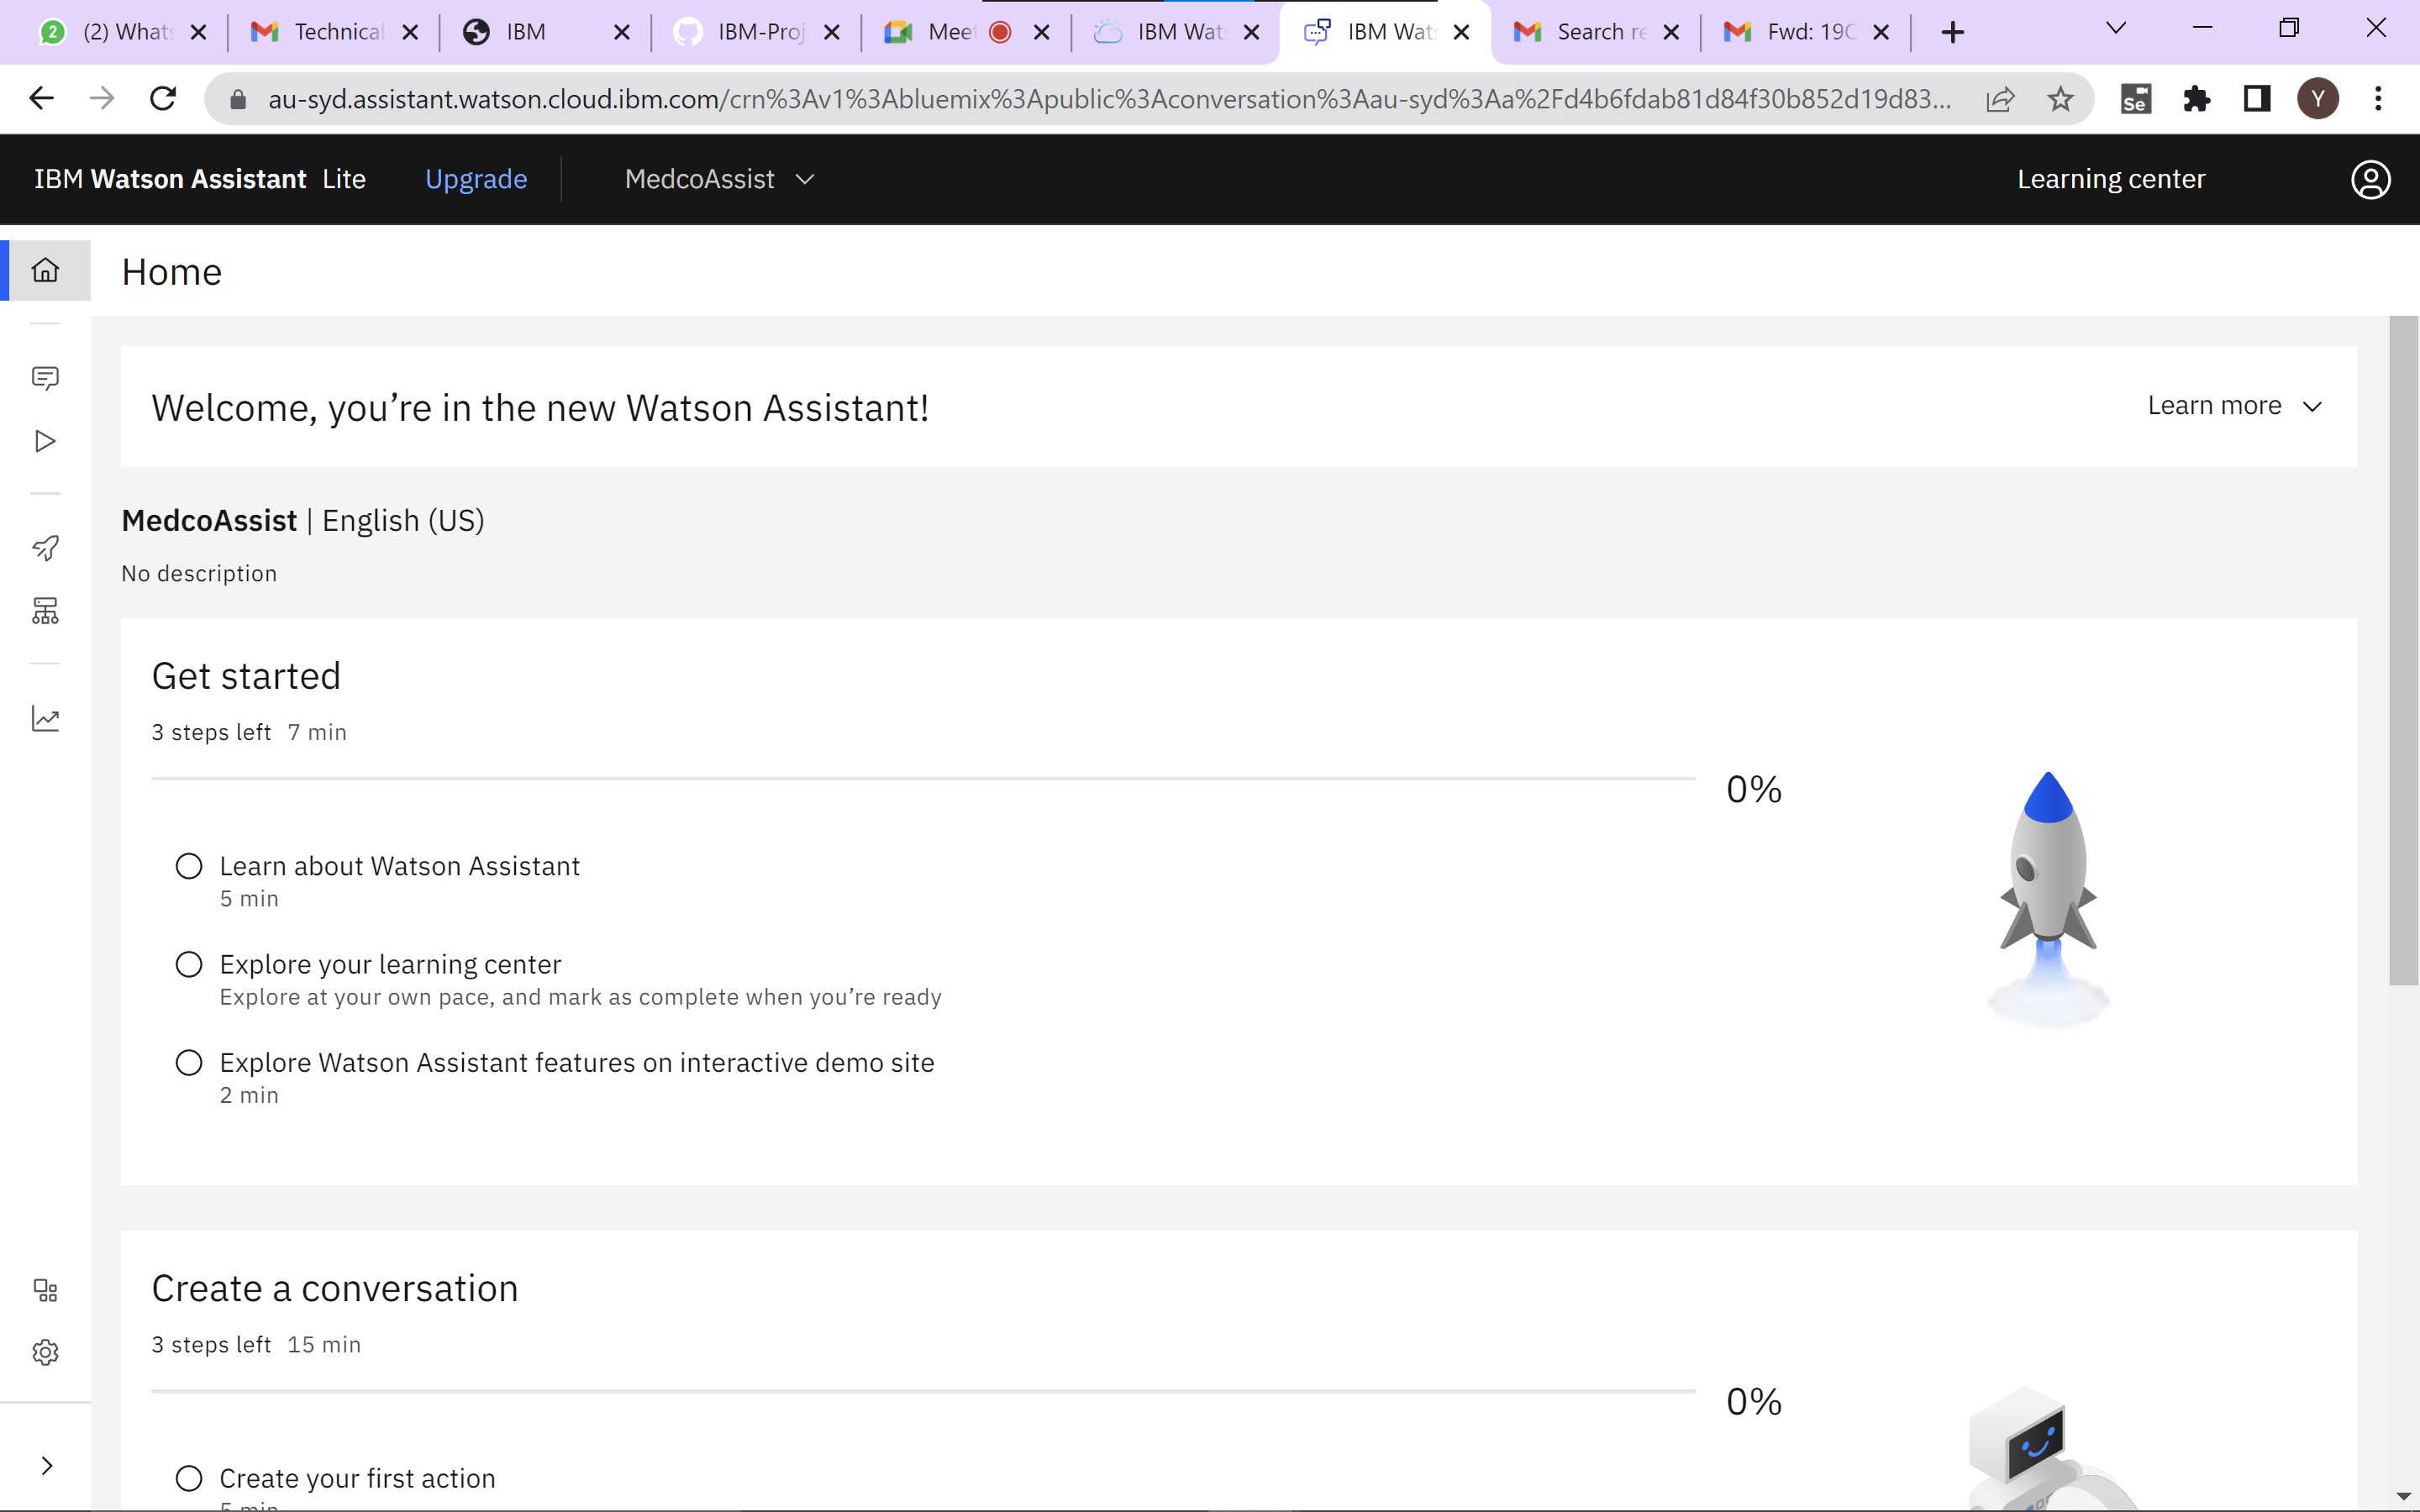 2 (2) What Technical IBM IBM-Proj Meet IBM Wat IBM Wat Search re Fwd: 19C
au-syd.assistant.watson.cloud.ibm.com/crn%3Av1%3Abluemix%3Apublic%3Aconversation%3Aau-syd%3Aa%2Fd4b6fdab81d84f30b852d19d83... Se Y
IBM Watson Assistant Lite Upgrade MedcoAssist Learning center
Home
Welcome, you’re in the new Watson Assistant! Learn more
MedcoAssist | English (US)
No description
Get started
3 steps left 7 min
0%
Learn about Watson Assistant
5 min
Explore your learning center
Explore at your own pace, and mark as complete when you’re ready
Explore Watson Assistant features on interactive demo site
2 min
Create a conversation
3 steps left 15 min
0%
Create your first action
5 min